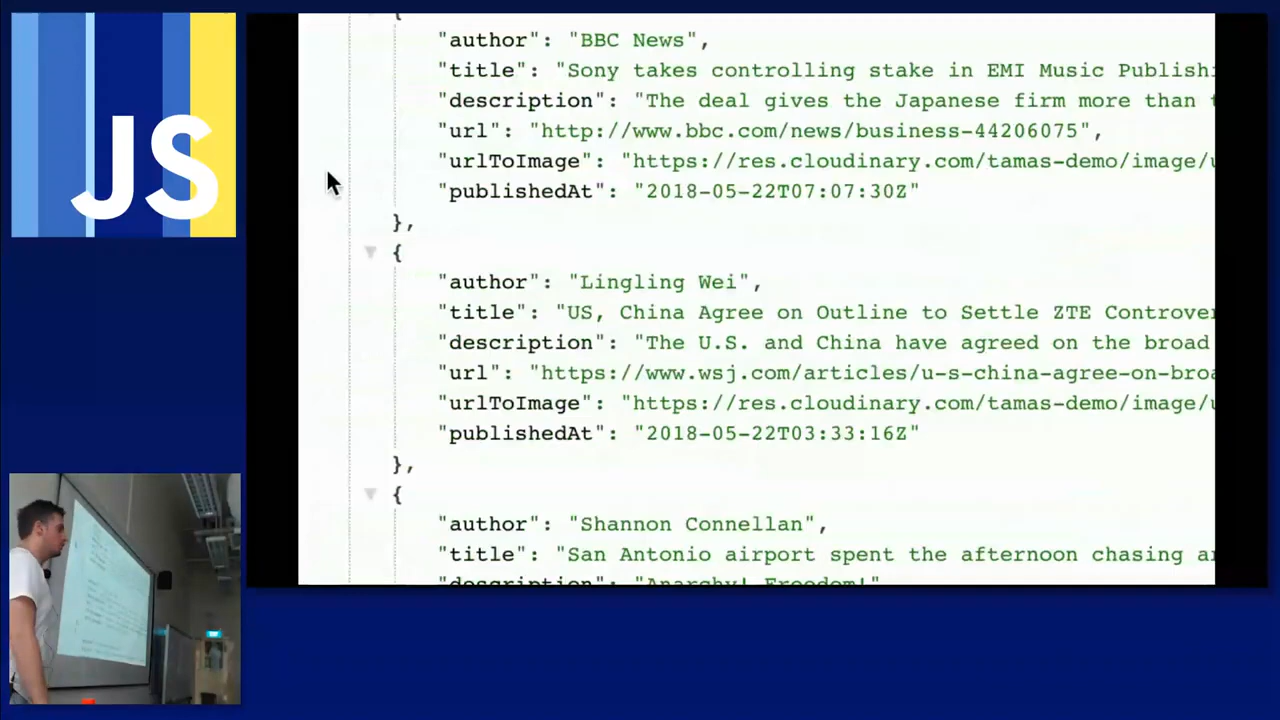 JS
{
"author": "BBC News",
"title": "Sony takes controlling stake in EMI Music Publishi
"description": "The deal gives the Japanese firm more than t
"url": "http://www.bbc.com/news/business-44206075",
"urlToImage": "https://res.cloudinary.com/tamas-demo/image/u
"publishedAt": "2018-05-22T07:07:30Z"
},
{
"author": "Lingling Wei",
"title": "US, China Agree on Outline to Settle ZTE Controver
"description": "The U.S. and China have agreed on the broad
"url": "https://www.wsj.com/articles/u-s-china-agree-on-broa
"urlToImage": "https://res.cloudinary.com/tamas-demo/image/u
"publishedAt": "2018-05-22T03:33:16Z"
},
{
"author": "Shannon Connellan",
"title": "San Antonio airport spent the afternoon chasing a
"description": "Anarchy! Freedom!"